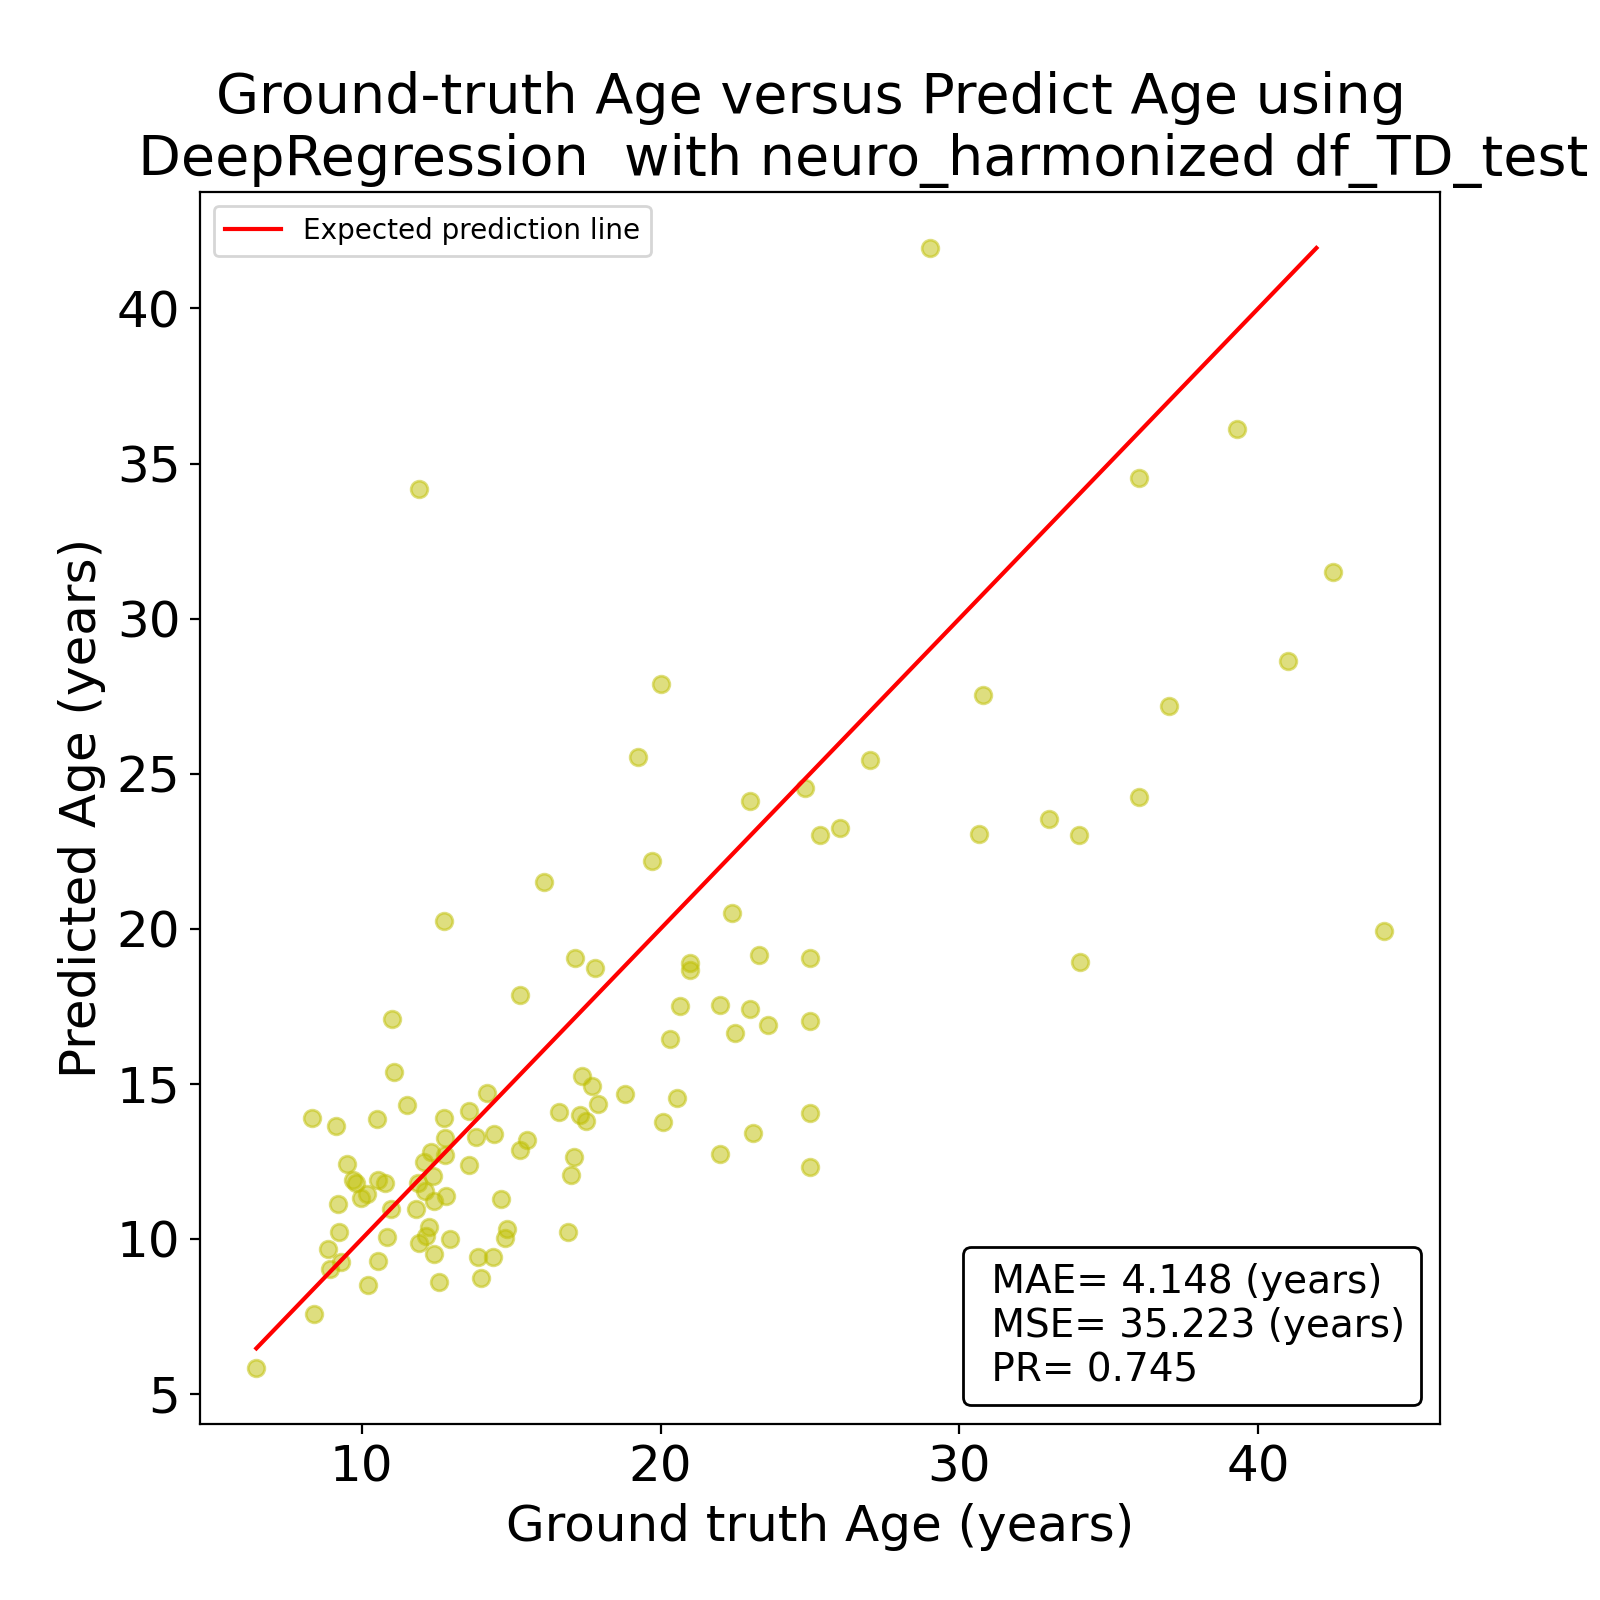 Ground-truth Age versus Predict Age using
DeepRegression  with neuro_harmonized df_TD_test
Expected prediction line
40
35
30
25
20
15
10
5
Predicted Age (years)
MAE= 4.148 (years)
MSE= 35.223 (years)
PR= 0.745
10
20
30
40
Ground truth Age (years)